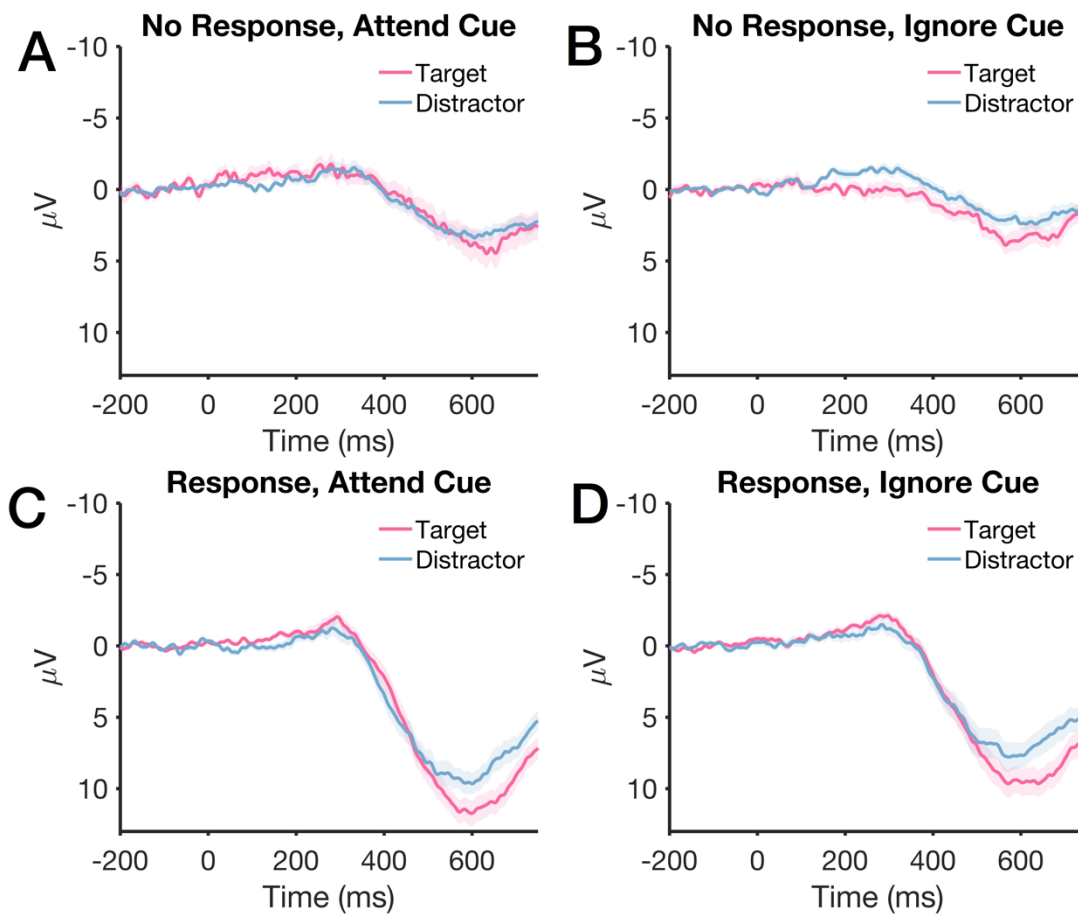 A
No Response, Attend Cue
-10
-5
0
5
10
μV
Target
Distractor
-200 0 200 400 600
Time (ms)
B
No Response, Ignore Cue
-10
-5
0
5
10
μV
Target
Distractor
-200 0 200 400 600
Time (ms)
C
Response, Attend Cue
-10
-5
0
5
10
μV
Target
Distractor
-200 0 200 400 600
Time (ms)
D
Response, Ignore Cue
-10
-5
0
5
10
μV
Target
Distractor
-200 0 200 400 600
Time (ms)